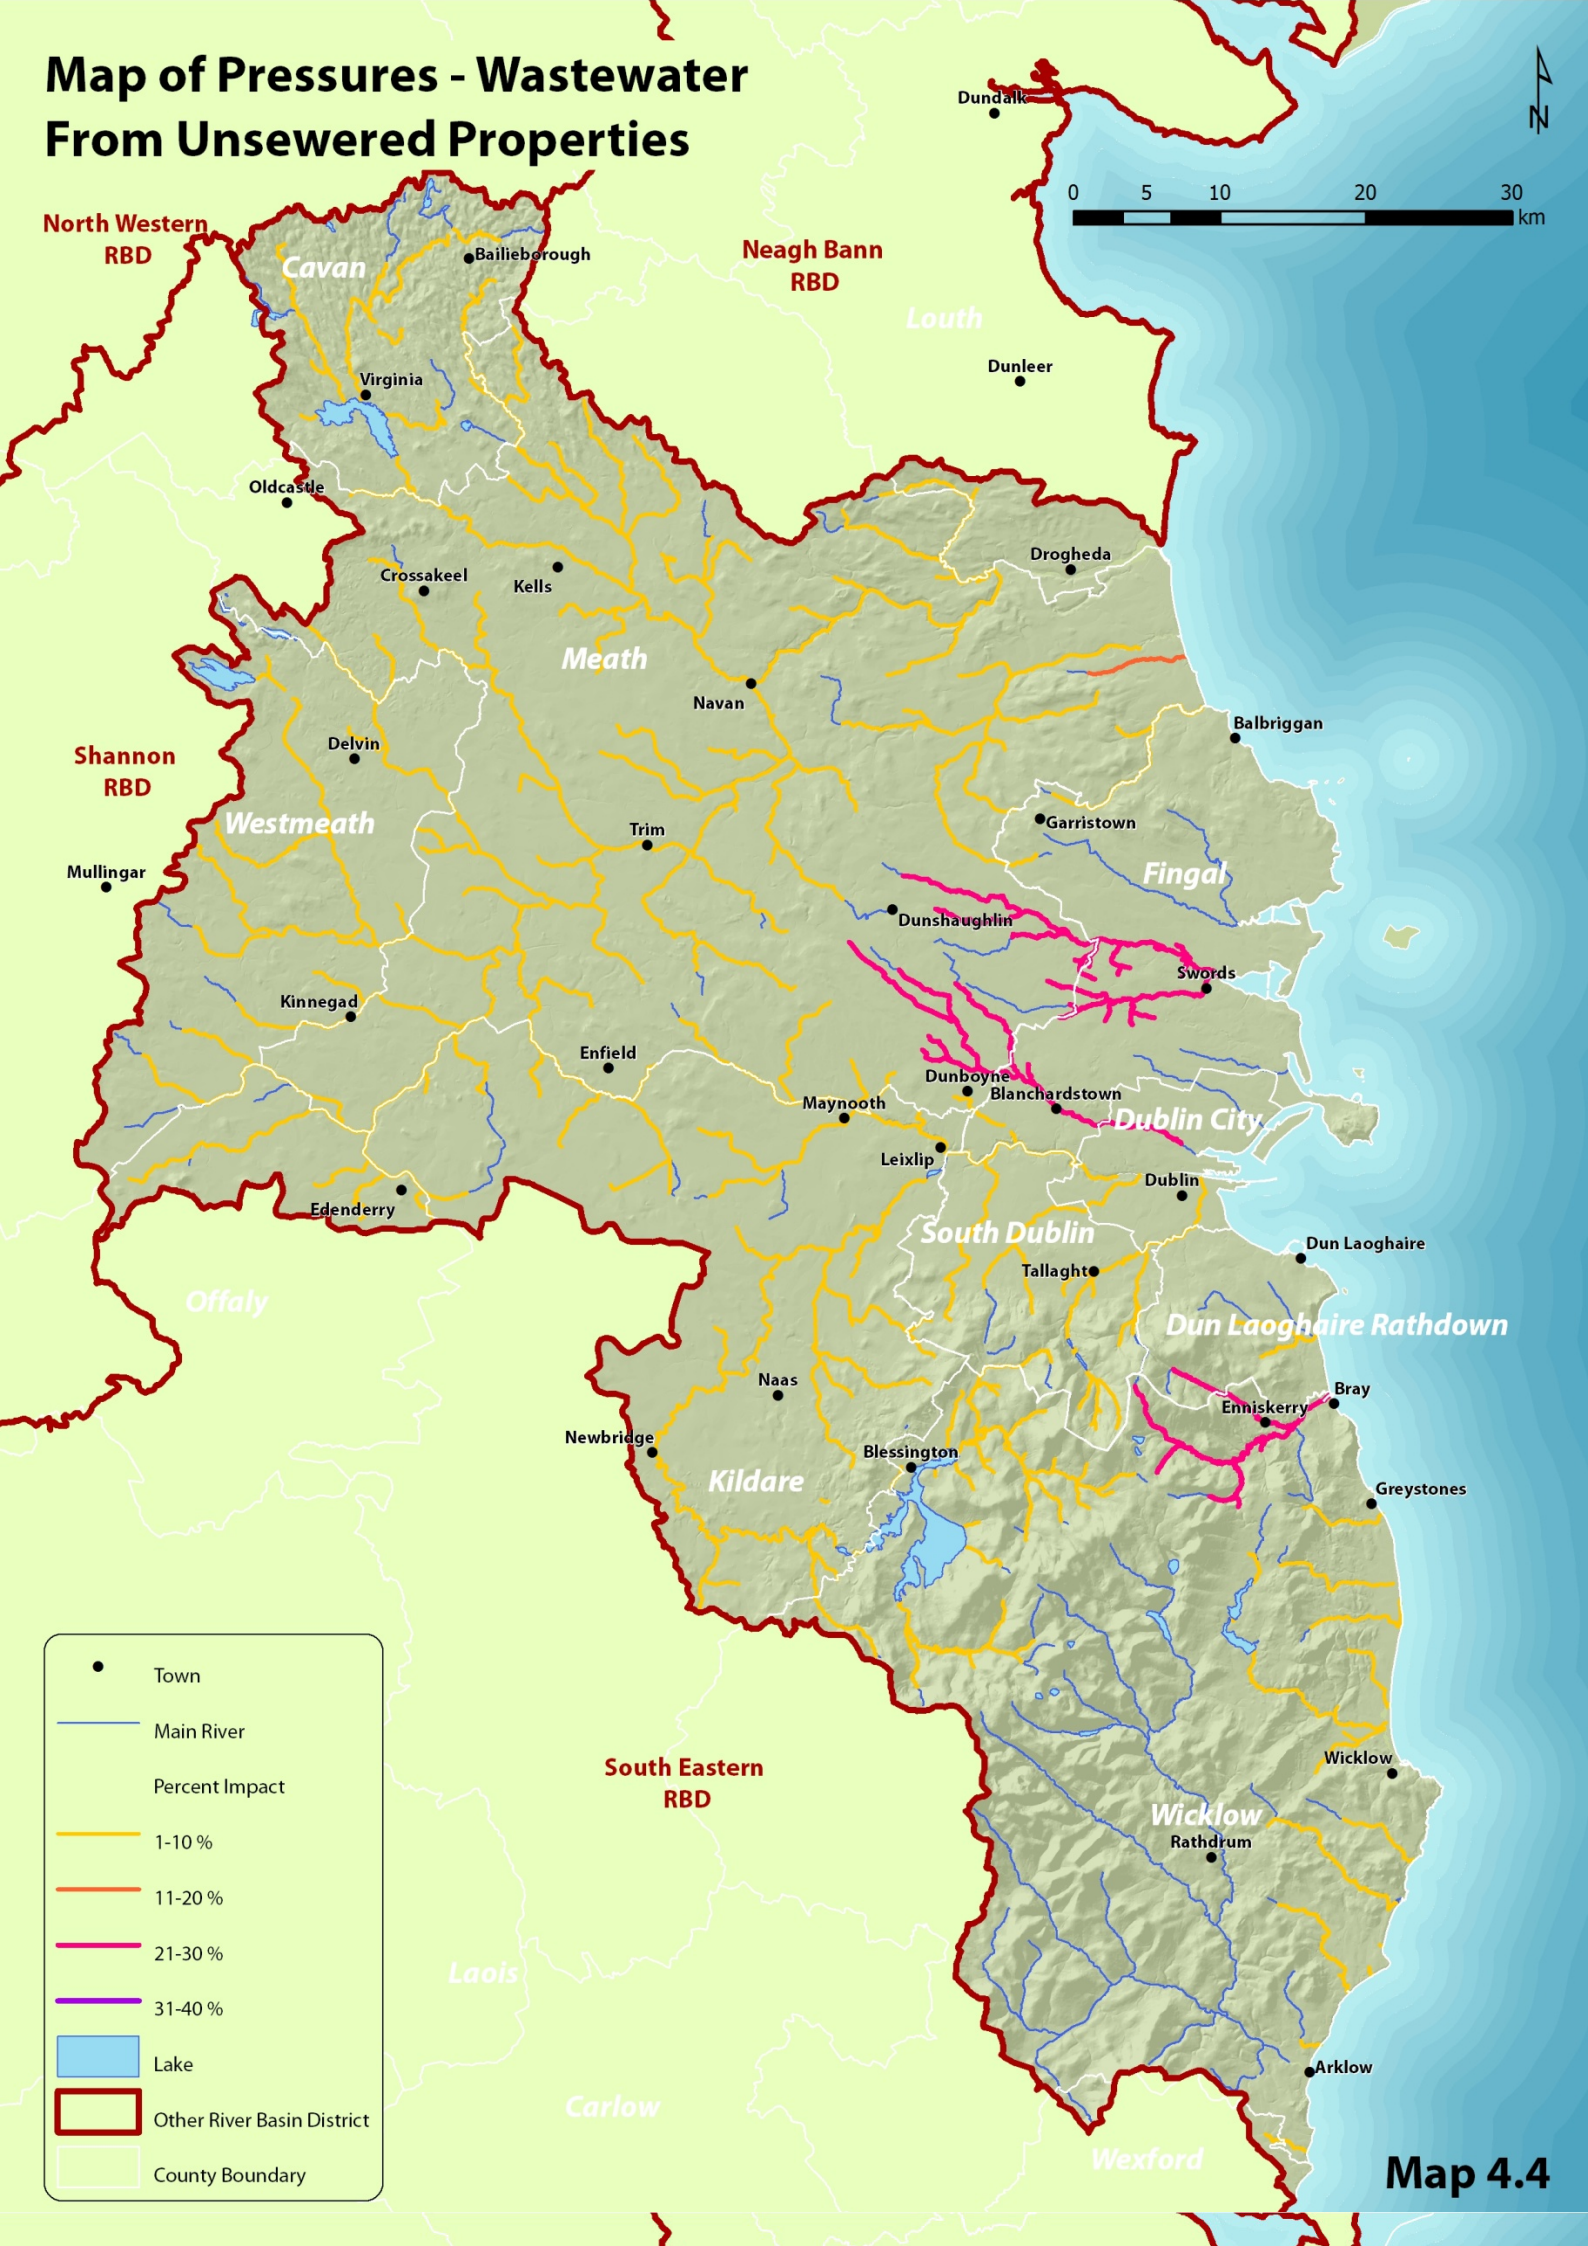 Map of Pressures - Wastewater
From Unsewered Properties
N
Dundalk
0 5 10 20 30
km
North Western
RBD
Neagh Bann
RBD
Cavan
Bailieborough
Louth
Dunleer
Virginia
Oldcastle
Drogheda
Crossakeel
Kells
Meath
Navan
Balbriggan
Delvin
Shannon
RBD
Westmeath
Garristown
Trim
Fingal
Mullingar
Dunshaughlin
Swords
Kinnegad
Enfield
Dunboyne
Blanchardstown
Maynooth
Dublin City
Leixlip
Dublin
Edenderry
South Dublin
Dun Laoghaire
Tallaght
Offaly
Dun Laoghaire Rathdown
Naas
Bray
Enniskerry
Newbridge
Blessington
Kildare
Greystones
Wicklow
South Eastern
RBD
Wicklow
Rathdrum
Laois
Arklow
Carlow
Wexford
Town
Main River
Percent Impact
1-10 %
11-20 %
21-30 %
31-40 %
Lake
Other River Basin District
County Boundary
Map 4.4